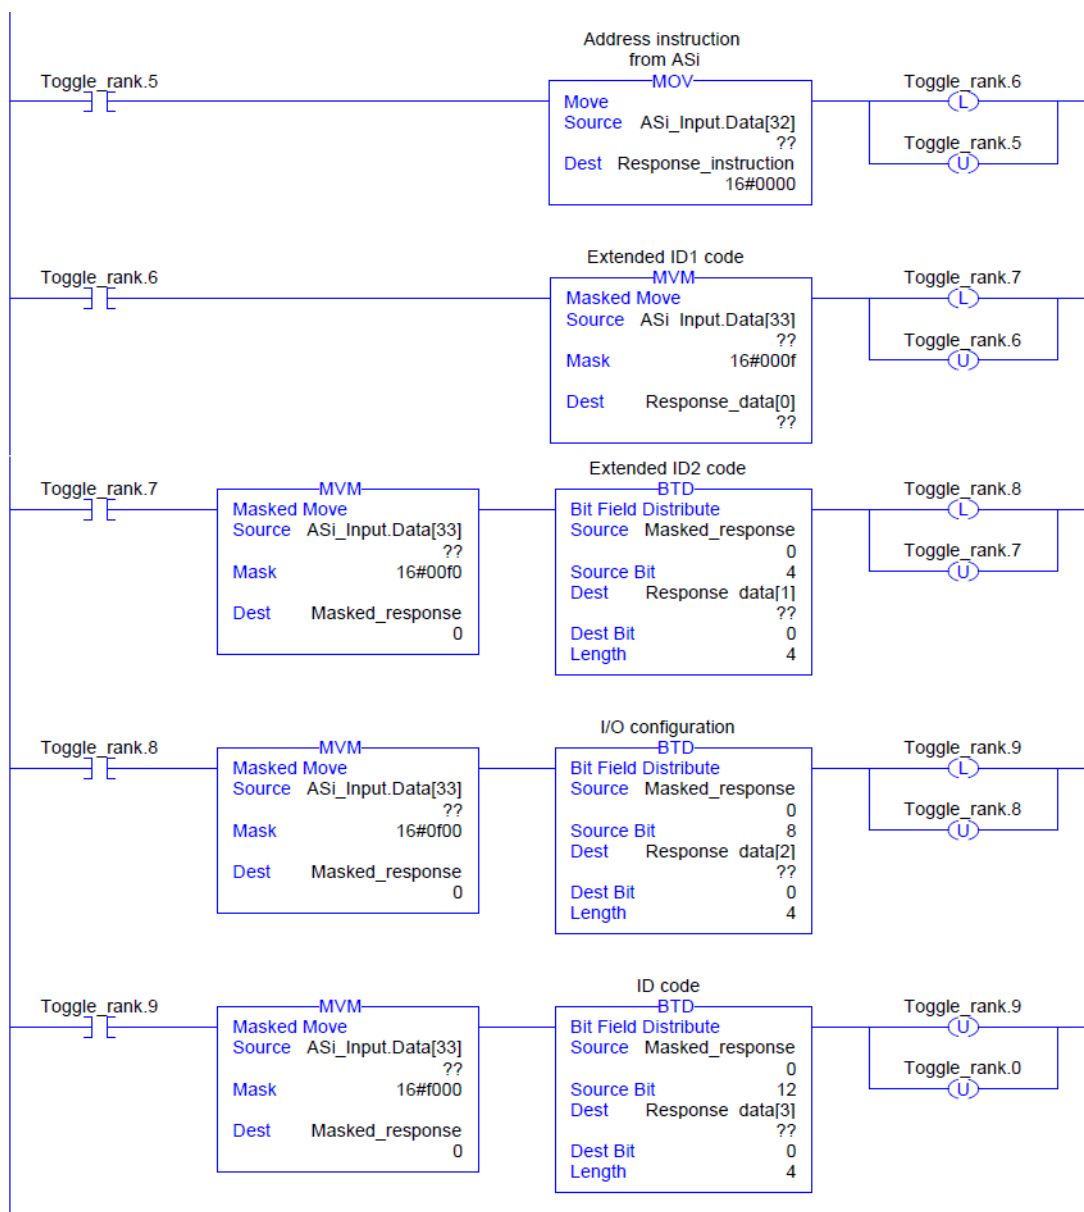 Address instruction
from ASi
Toggle_rank.5
MOV
Move
Source ASi_Input.Data[32]
??
Dest Response_instruction
16#0000
Toggle_rank.6
L
Toggle_rank.5
U
Extended ID1 code
Toggle_rank.6
MVM
Masked Move
Source ASi_Input.Data[33]
??
Mask 16#000f
Dest Response_data[0]
??
Toggle_rank.7
L
Toggle_rank.6
U
Toggle_rank.7
MVM
Masked Move
Source ASi_Input.Data[33]
??
Mask 16#00f0
Dest Masked_response
0
Extended ID2 code
BTD
Bit Field Distribute
Source Masked_response
0
Source Bit 4
Dest Response_data[1]
??
Dest Bit 0
Length 4
Toggle_rank.8
L
Toggle_rank.7
U
Toggle_rank.8
MVM
Masked Move
Source ASi_Input.Data[33]
??
Mask 16#0f00
Dest Masked_response
0
I/O configuration
BTD
Bit Field Distribute
Source Masked_response
0
Source Bit 8
Dest Response_data[2]
??
Dest Bit 0
Length 4
Toggle_rank.9
L
Toggle_rank.8
U
Toggle_rank.9
MVM
Masked Move
Source ASi_Input.Data[33]
??
Mask 16#f000
Dest Masked_response
0
ID code
BTD
Bit Field Distribute
Source Masked_response
0
Source Bit 12
Dest Response_data[3]
??
Dest Bit 0
Length 4
Toggle_rank.9
U
Toggle_rank.0
U